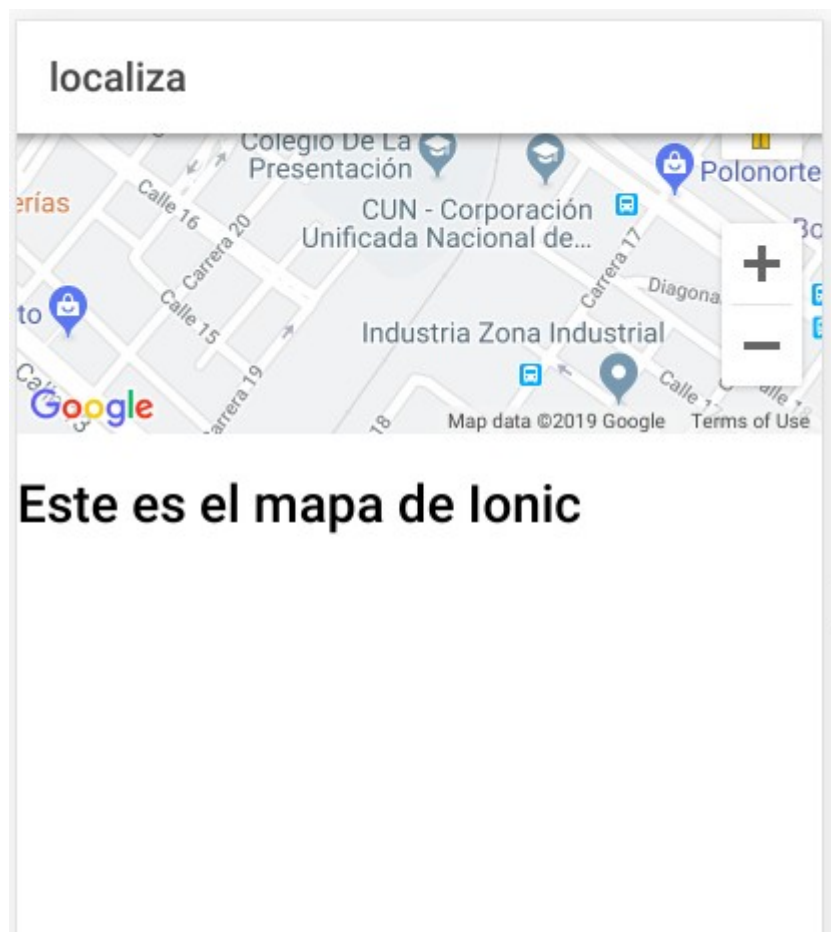 localiza
Colegio De La
Presentación
Polonorte
erías
Calle 16
CUN - Corporación
Unificada Nacional de...
Carrera 20
Carrera 17
Bo
+
Diagona
to
Calle 15
Industria Zona Industrial
−
Carrera 19
Google
18
Map data ©2019 Google
Terms of Use
Este es el mapa de Ionic